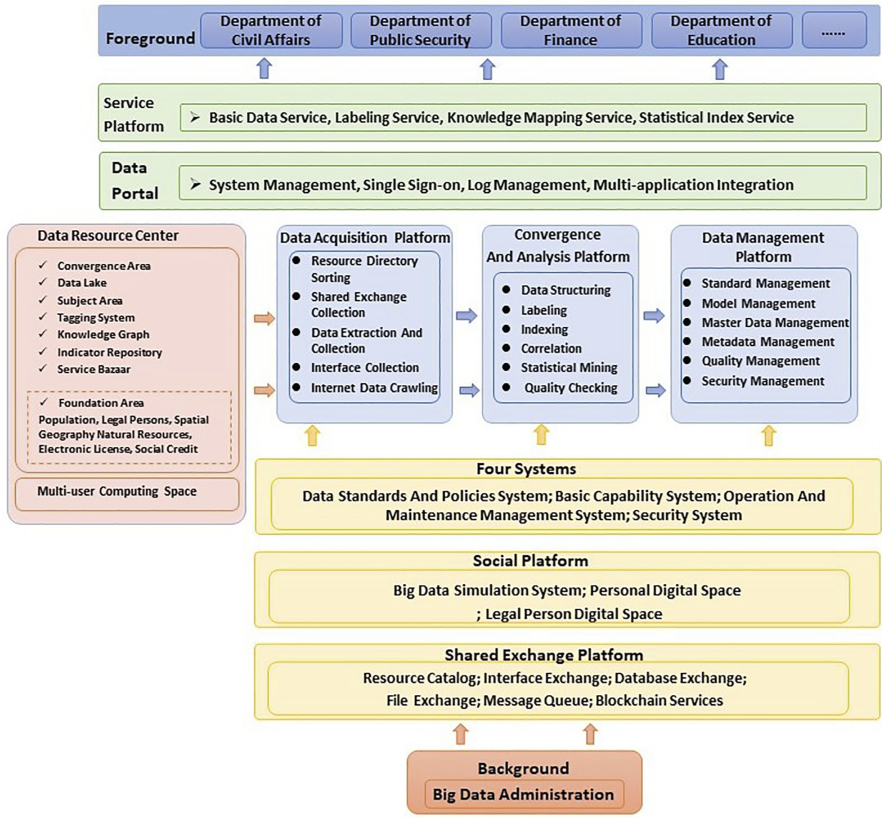 Foreground
Department of
Civil Affairs
Department of
Public Security
Department of
Finance
Department of
Education
......
Service
Platform
➢ Basic Data Service, Labeling Service, Knowledge Mapping Service, Statistical Index Service
Data
Portal
➢ System Management, Single Sign-on, Log Management, Multi-application Integration
Data Resource Center
✓ Convergence Area
✓ Data Lake
✓ Subject Area
✓ Tagging System
✓ Knowledge Graph
✓ Indicator Repository
✓ Service Bazaar
✓ Foundation Area
Population, Legal Persons, Spatial
Geography Natural Resources,
Electronic License, Social Credit
Multi-user Computing Space
Data Acquisition Platform
● Resource Directory
Sorting
● Shared Exchange
Collection
● Data Extraction And
Collection
● Interface Collection
● Internet Data Crawling
Convergence
And Analysis Platform
● Data Structuring
● Labeling
● Indexing
● Correlation
● Statistical Mining
● Quality Checking
Data Management
Platform
● Standard Management
● Model Management
● Master Data Management
● Metadata Management
● Quality Management
● Security Management
Four Systems
Data Standards And Policies System; Basic Capability System; Operation And
Maintenance Management System; Security System
Social Platform
Big Data Simulation System; Personal Digital Space
; Legal Person Digital Space
Shared Exchange Platform
Resource Catalog; Interface Exchange; Database Exchange;
File Exchange; Message Queue; Blockchain Services
Background
Big Data Administration